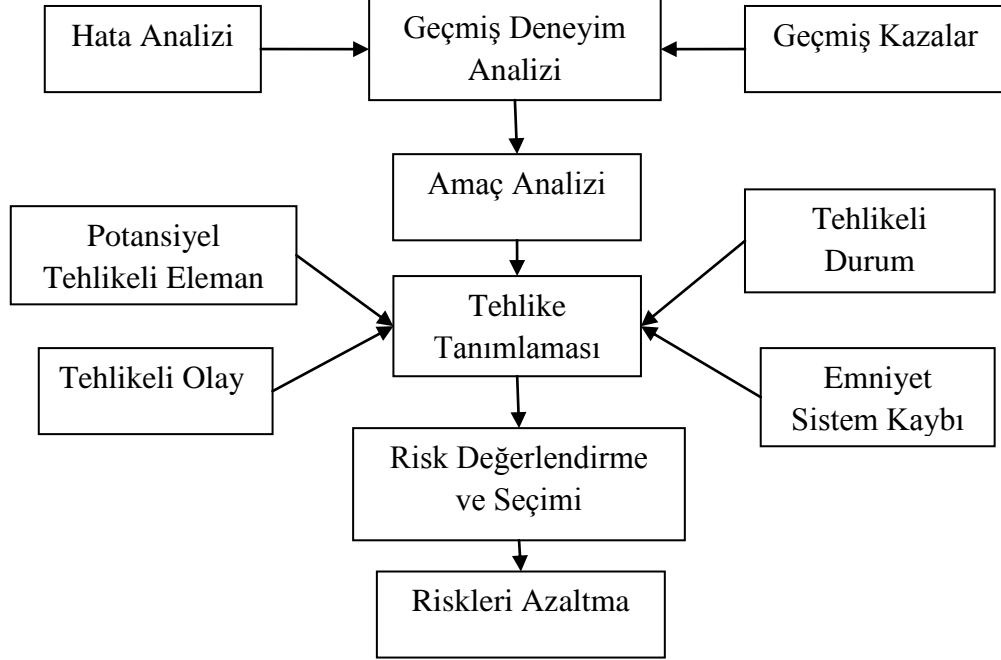 Hata Analizi
Geçmiş Deneyim
Analizi
Geçmiş Kazalar
Amaç Analizi
Potansiyel
Tehlikeli Eleman
Tehlikeli
Durum
Tehlike
Tanımlaması
Tehlikeli Olay
Emniyet
Sistem Kaybı
Risk Değerlendirme
ve Seçimi
Riskleri Azaltma